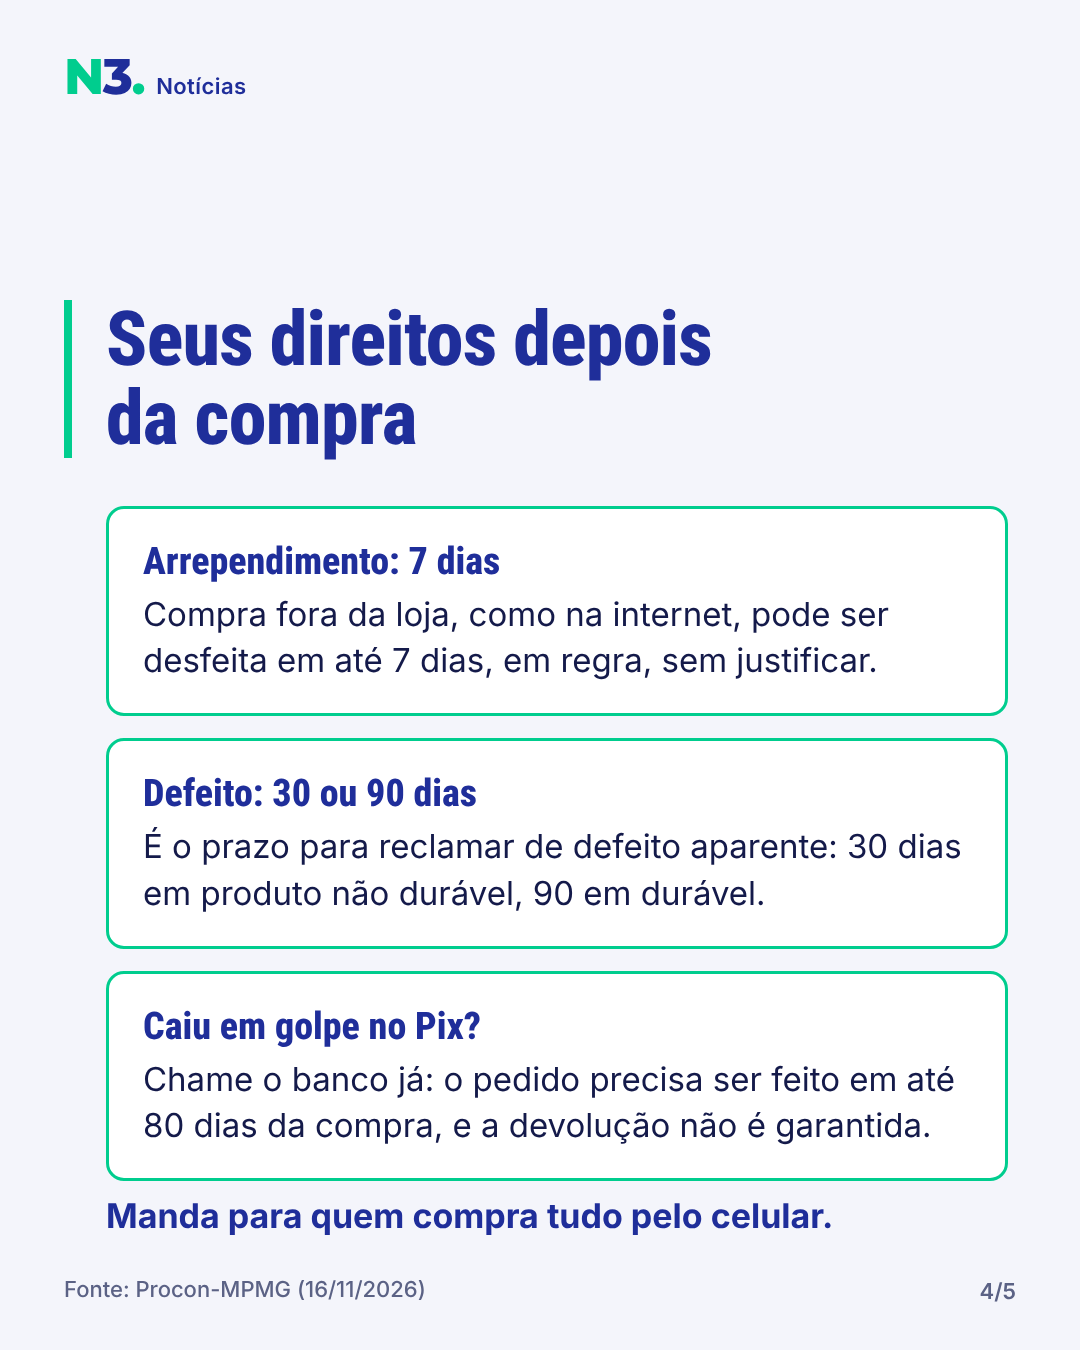 N3. Notícias
Seus direitos depois
da compra
Arrependimento: 7 dias
Compra fora da loja, como na internet, pode ser
desfeita em até 7 dias, em regra, sem justificar.
Defeito: 30 ou 90 dias
É o prazo para reclamar de defeito aparente: 30 dias
em produto não durável, 90 em durável.
Caiu em golpe no Pix?
Chame o banco já: o pedido precisa ser feito em até
80 dias da compra, e a devolução não é garantida.
Manda para quem compra tudo pelo celular.
Fonte: Procon-MPMG (16/11/2026)
4/5